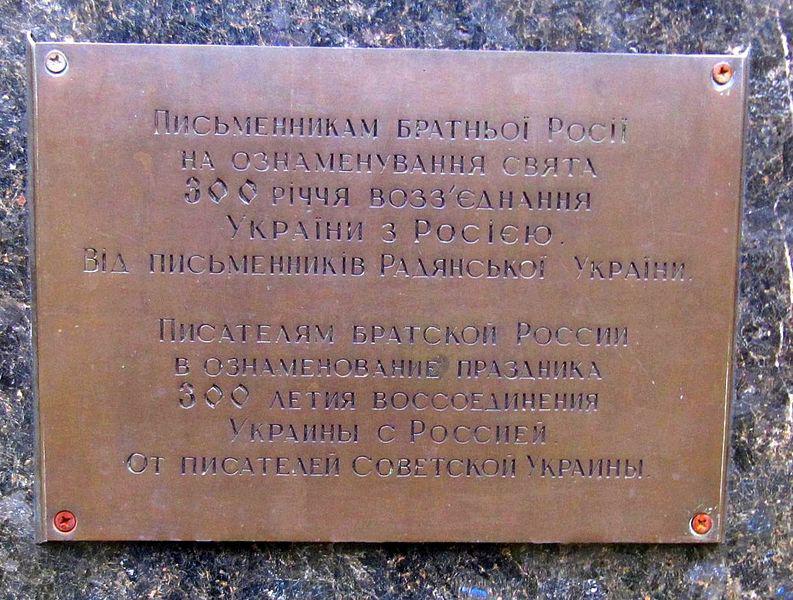 Письменникам братньої Росії
на ознаменування свята
300 річчя возз'єднання
України з Росією.
Від письменників Радянської України.
Писателям братской России
в ознаменование праздника
300 летия воссоединения
Украины с Россией.
От писателей Советской Украины.